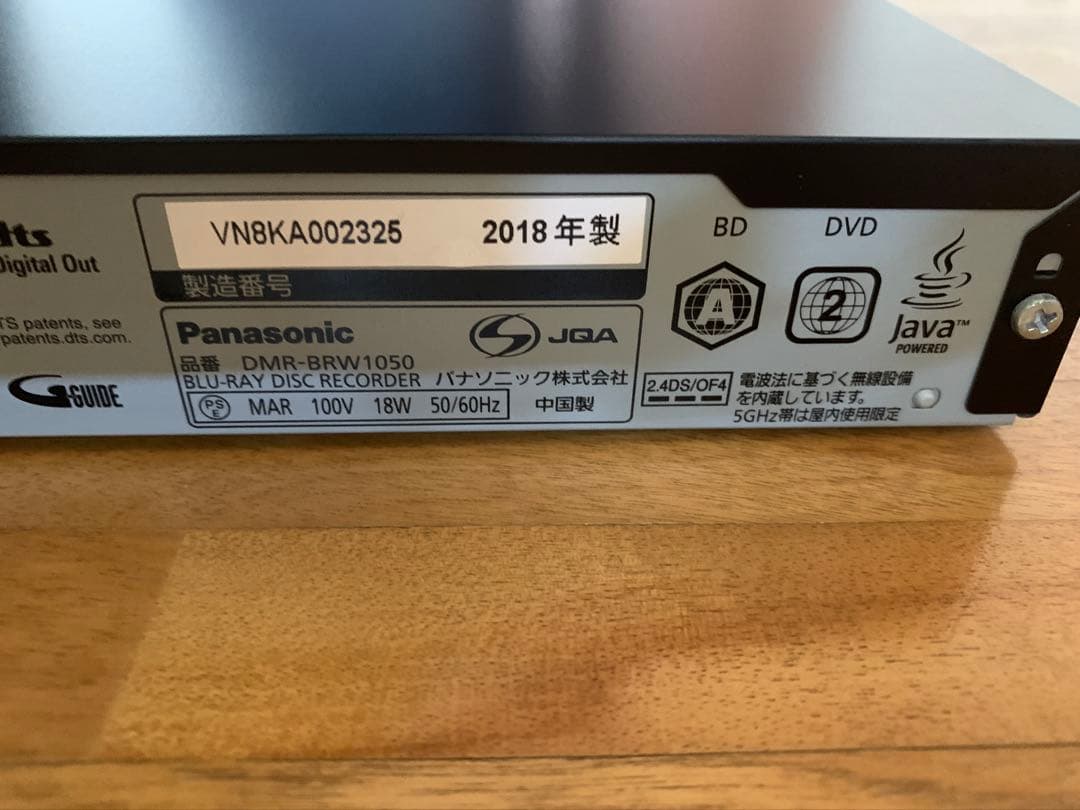 VN8KA002325 2018年製
製造番号
Digital Out
TS patents, see
patents.dts.com.
G-GUIDE
Panasonic JQA
品番 DMR-BRW1050
BLU-RAY DISC RECORDER パナソニック株式会社
PSE MAR 100V 18W 50/60Hz 中国製
BD DVD
A 2
Java™
POWERED
2.4DS/OF4
電波法に基づく無線設備
を内蔵しています。
5GHz帯は屋内使用限定